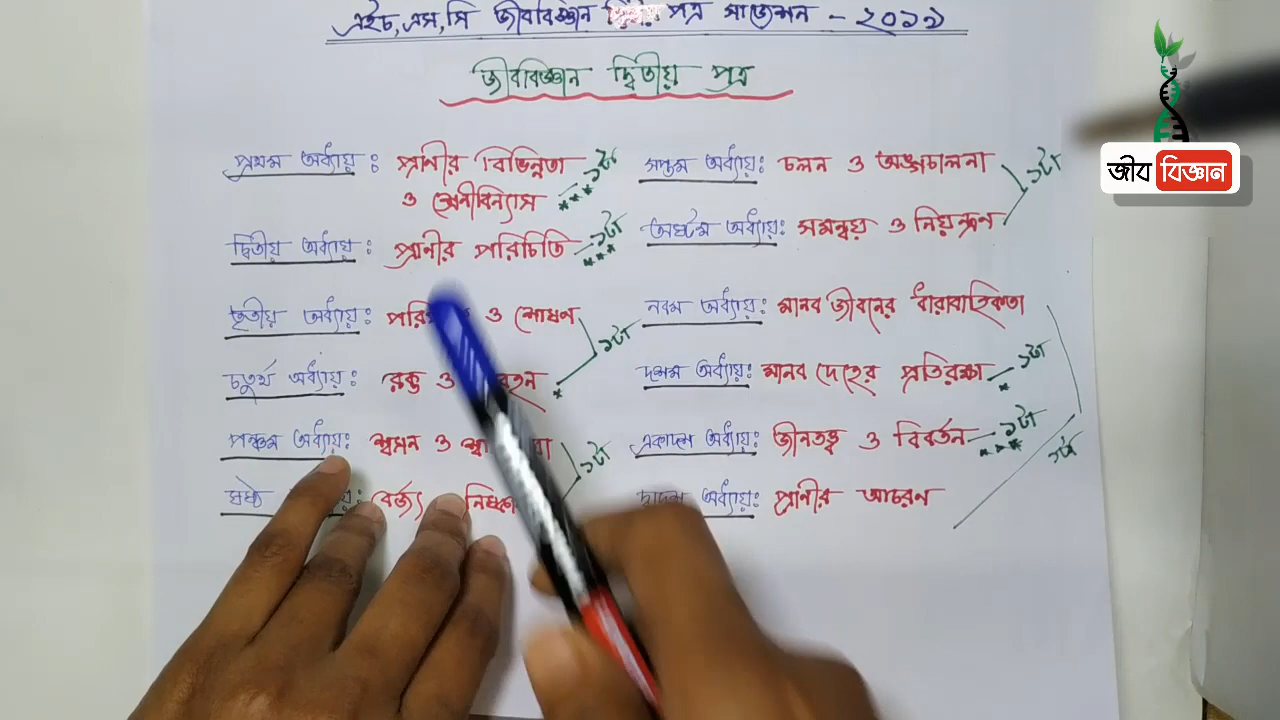 এইচ,এস,সি জীববিজ্ঞান পত্র সাজেশন - ২০১৯
জীববিজ্ঞান দ্বিতীয় পত্র
প্রথম অধ্যায় : প্রাণীর বিভিন্নতা
ও শ্রেণীবিন্যাস
১টা
দ্বিতীয় অধ্যায় : প্রাণীর পরিচিতি
১টা
তৃতীয় অধ্যায় : ও শোষণ
চতুর্থ অধ্যায় : রক্ত ও
১টা
পঞ্চম অধ্যায় : শ্বসন ও
বর্জ্য
১টা
সপ্তম অধ্যায় : চলন ও অঙ্গচালনা
অষ্টম অধ্যায় : সমন্বয় ও নিয়ন্ত্রণ
১টা
নবম অধ্যায় : মানব জীবনের ধারাবাহিকতা
দশম অধ্যায় : মানব দেহের প্রতিরক্ষা
১টা
একাদশ অধ্যায় : জীনতত্ত্ব ও বিবর্তন
১টা
দ্বাদশ অধ্যায় : প্রাণীর আচরণ
জীব বিজ্ঞান